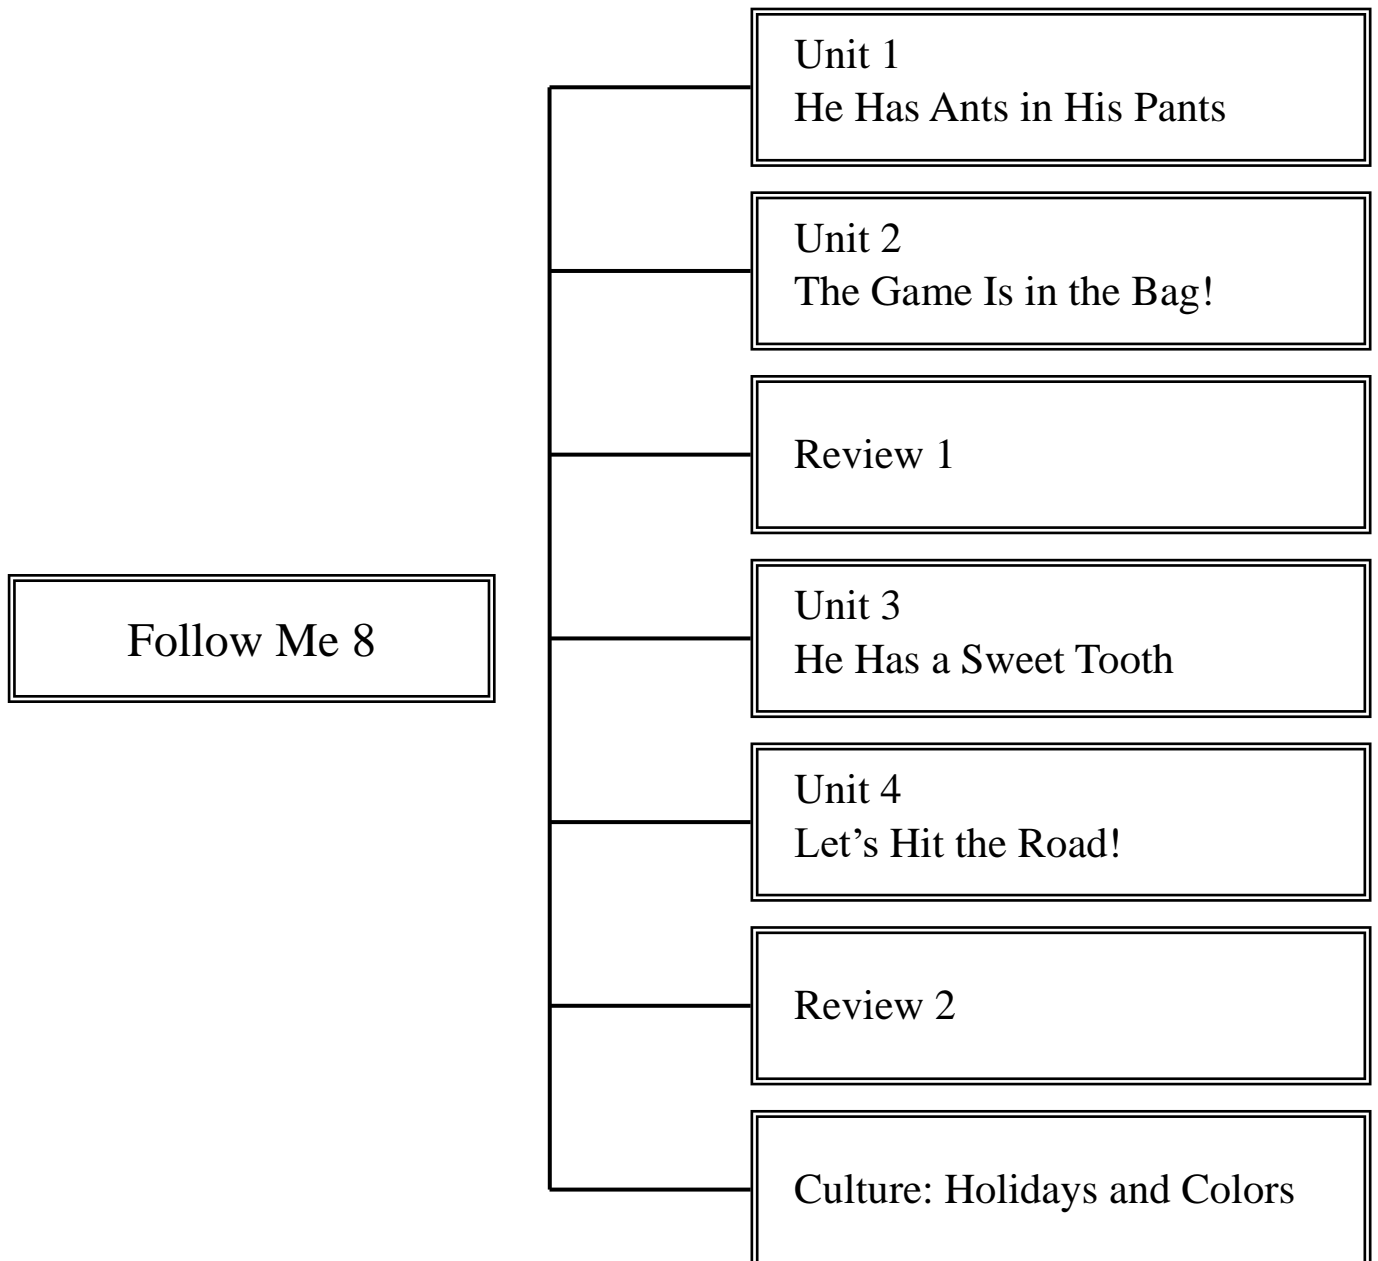 Follow Me 8
Unit 1
He Has Ants in His Pants
Unit 2
The Game Is in the Bag!
Review 1
Unit 3
He Has a Sweet Tooth
Unit 4
Let’s Hit the Road!
Review 2
Culture: Holidays and Colors